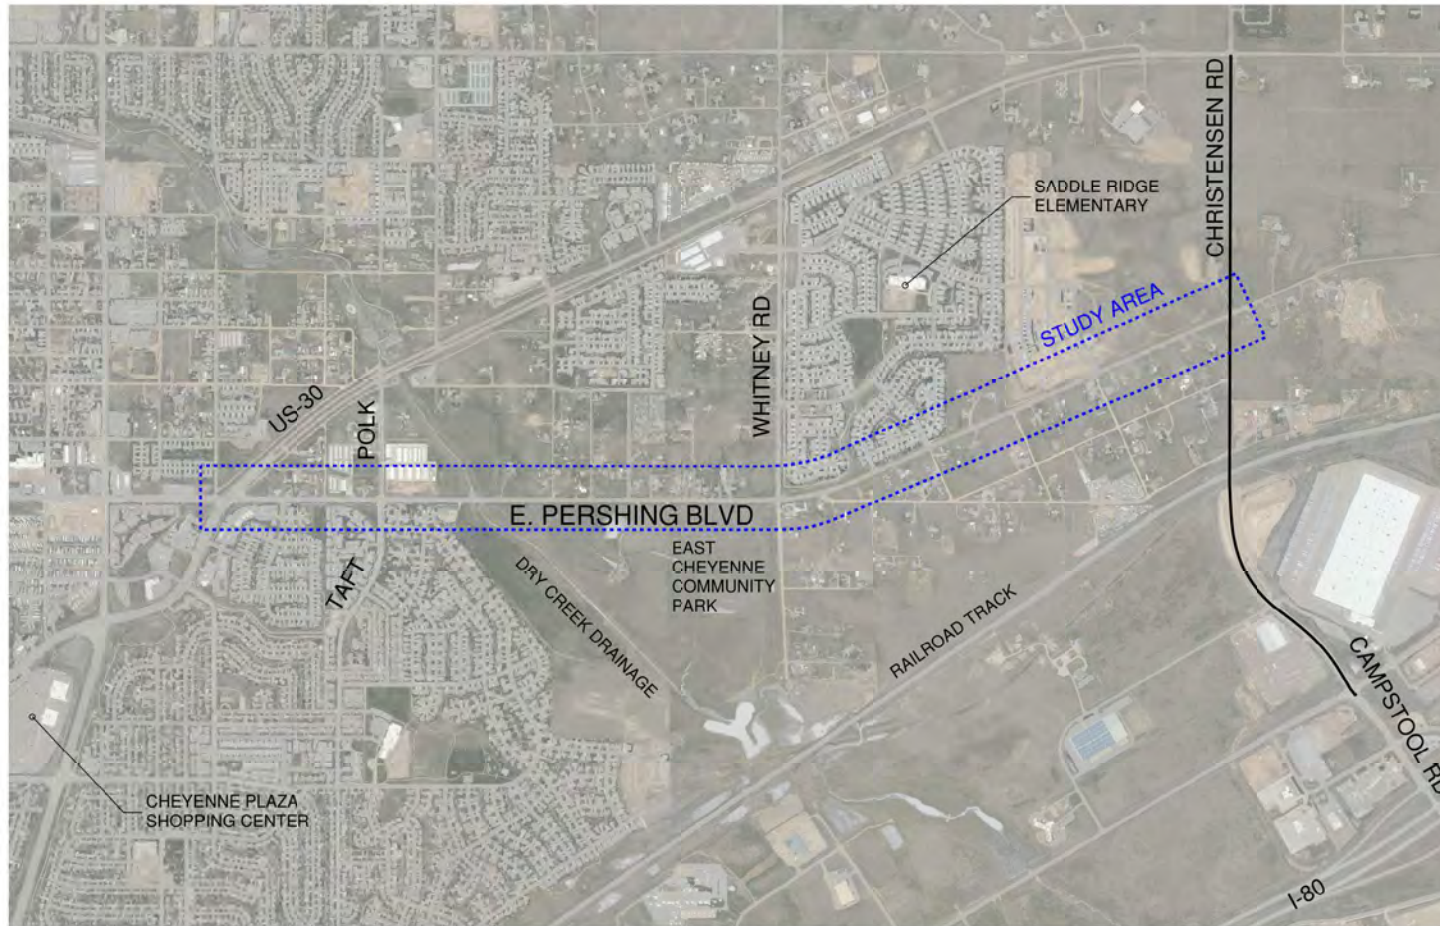 CHRISTENSEN RD
SADDLE RIDGE
ELEMENTARY
STUDY AREA
WHITNEY RD
US-30
POLK
E. PERSHING BLVD
EAST
CHEYENNE
COMMUNITY
PARK
TAFT
DRY CREEK DRAINAGE
RAILROAD TRACK
CAMPSTOOL RD
CHEYENNE PLAZA
SHOPPING CENTER
I-80